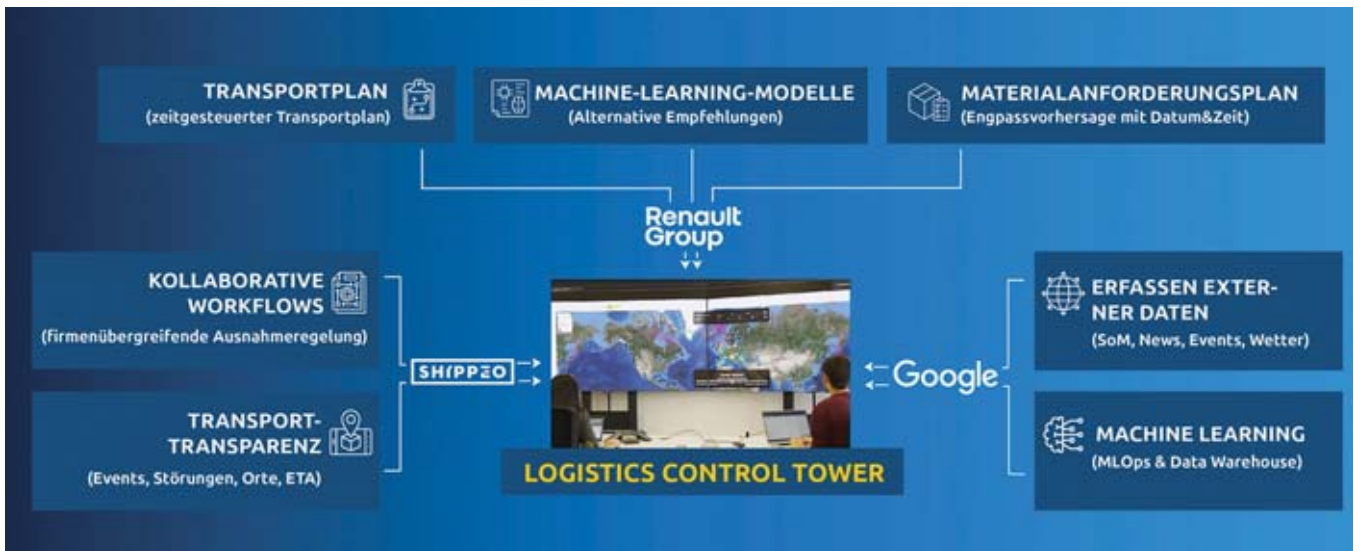 TRANSPORTPLAN
(zeitgesteuerter Transportplan)
MACHINE-LEARNING-MODELLE
(Alternative Empfehlungen)
MATERIALANFORDERUNGSPLAN
(Engpassvorhersage mit Datum&Zeit)
Renault
Group
KOLLABORATIVE
WORKFLOWS
(firmenübergreifende Ausnahmeregelung)
SHIPPEO
TRANSPORT-
TRANSPARENZ
(Events, Störungen, Orte, ETA)
LOGISTICS CONTROL TOWER
Google
ERFASSEN EXTER-
NER DATEN
(SoM, News, Events, Wetter)
MACHINE LEARNING
(MLOps & Data Warehouse)